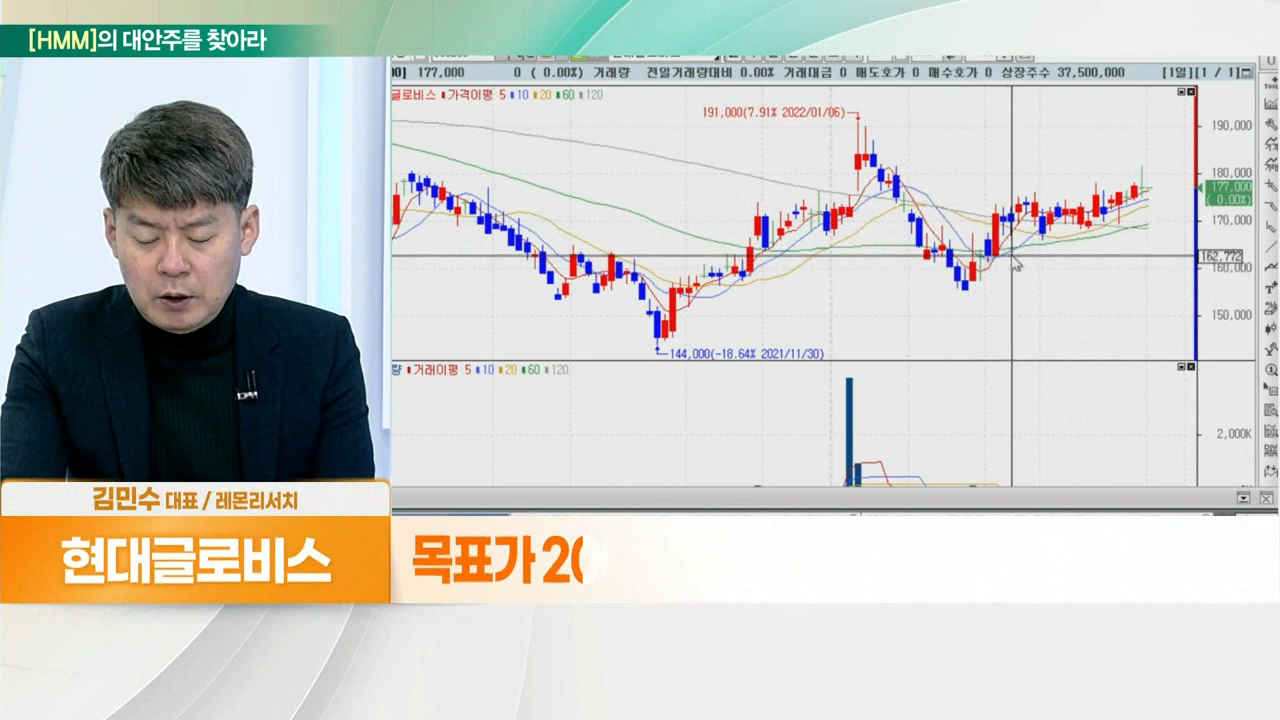 [HMM]의 대안주를 찾아라
00] 177,000 0 ( 0.00%) 거래량 전일거래량대비 0.00% 거래대금 0 매도호가 0 매수호가 0 상장주수 37,500,000 [1일][1 / 1]
글로비스 가격이평 5 10 20 60 120
191,000(7.91% 2022/01/06)
190,000
180,000
177,000
( 0.00%)
170,000
162,772
160,000
150,000
144,000(-18.64% 2021/11/30)
량 거래이평 5 10 20 60 120
2,000K
김민수 대표 / 레몬리서치
현대글로비스
목표가 20